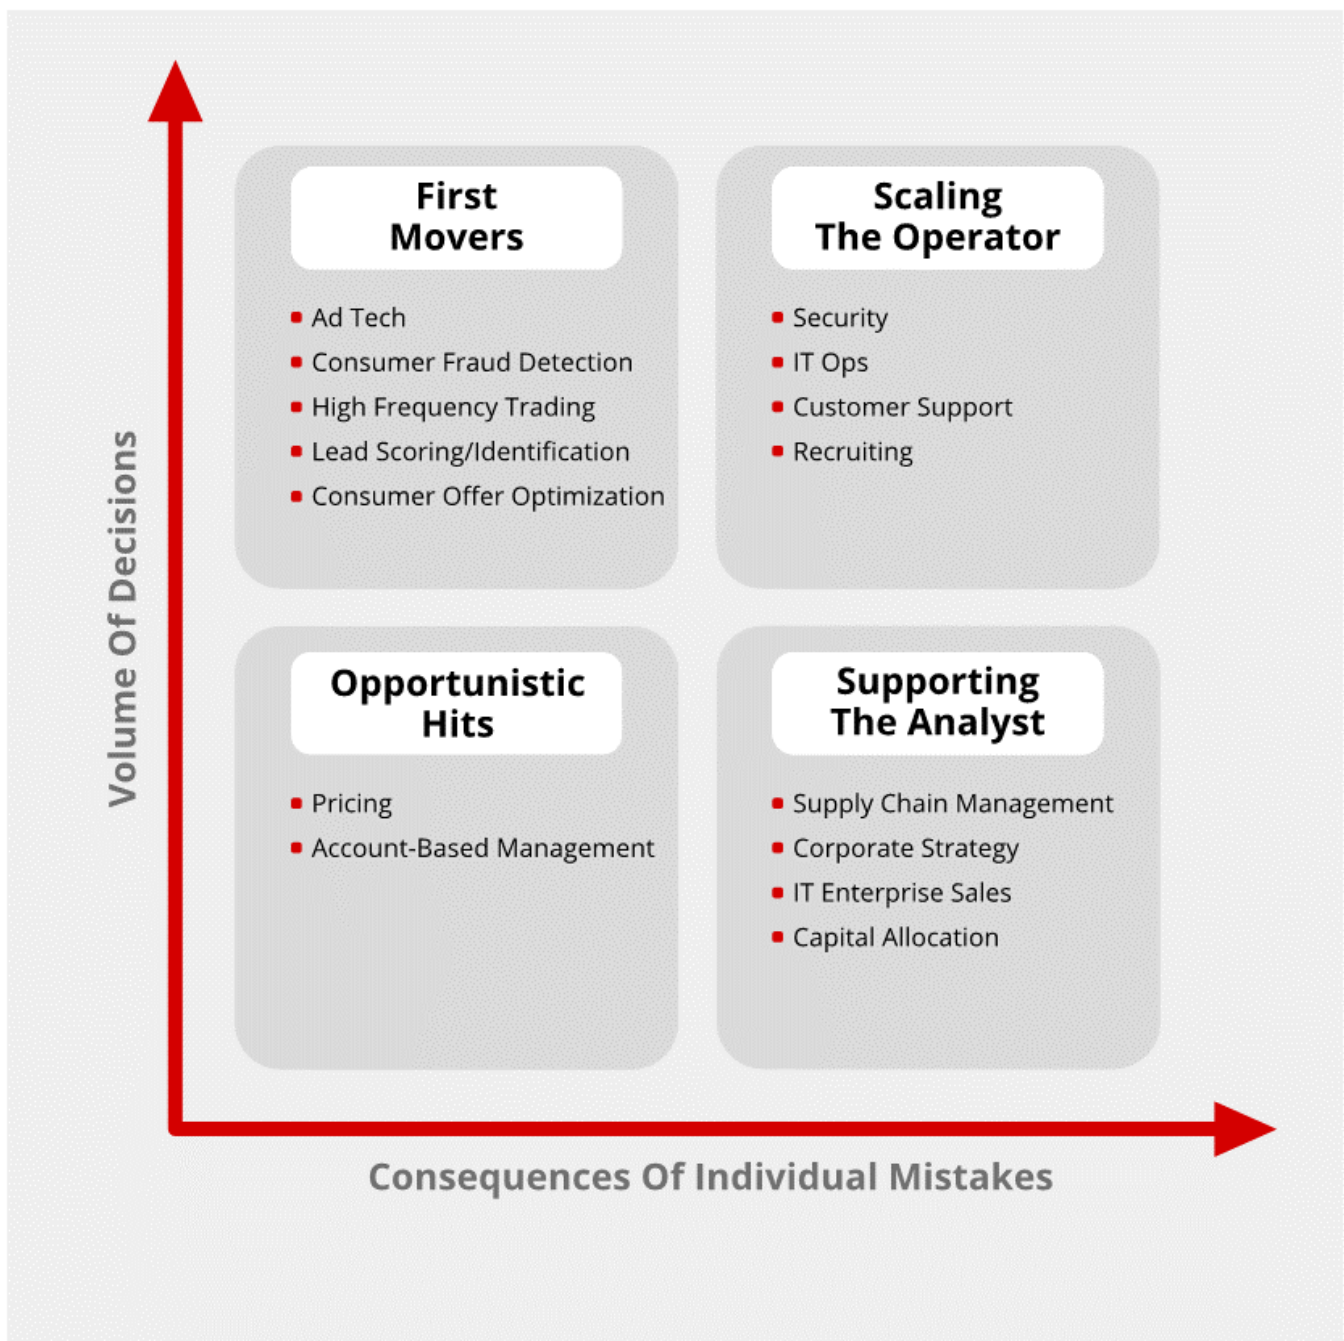 First
Movers
Ad Tech
Consumer Fraud Detection
High Frequency Trading
Lead Scoring/Identification
Consumer Offer Optimization
Scaling
The Operator
Security
IT Ops
Customer Support
Recruiting
Opportunistic
Hits
Pricing
Account-Based Management
Supporting
The Analyst
Supply Chain Management
Corporate Strategy
IT Enterprise Sales
Capital Allocation
Volume Of Decisions
Consequences Of Individual Mistakes